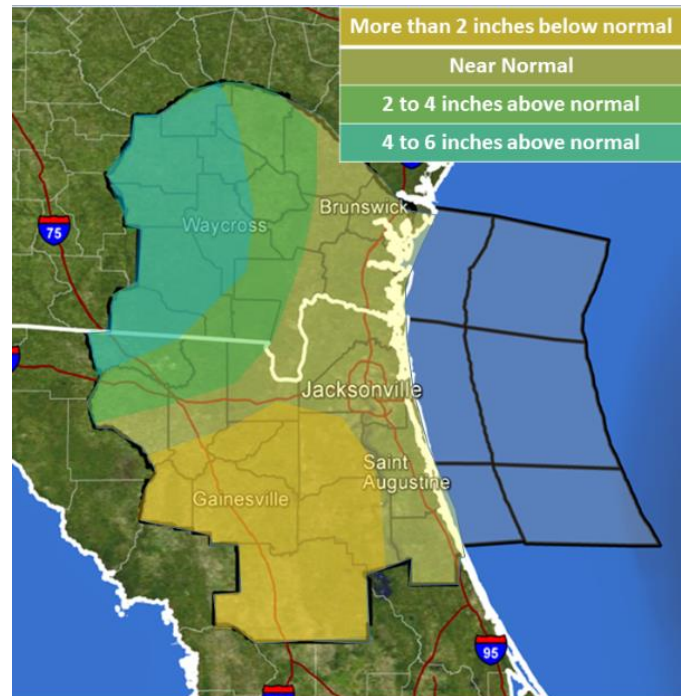 More than 2 inches below normal
Near Normal
2 to 4 inches above normal
4 to 6 inches above normal
Brunswick
Waycross
75
Jacksonville
Saint
Augustine
Gainesville
95